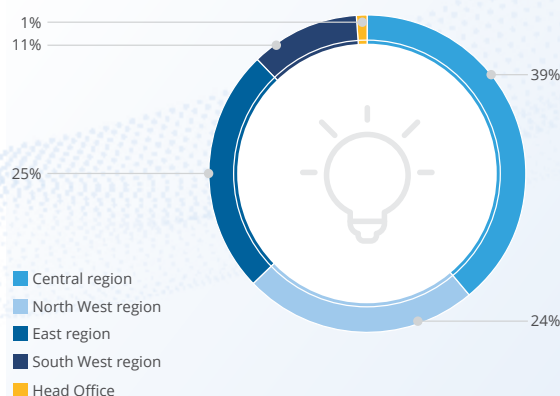 1%
11%
39%
25%
24%
Central region
North West region
East region
South West region
Head Office